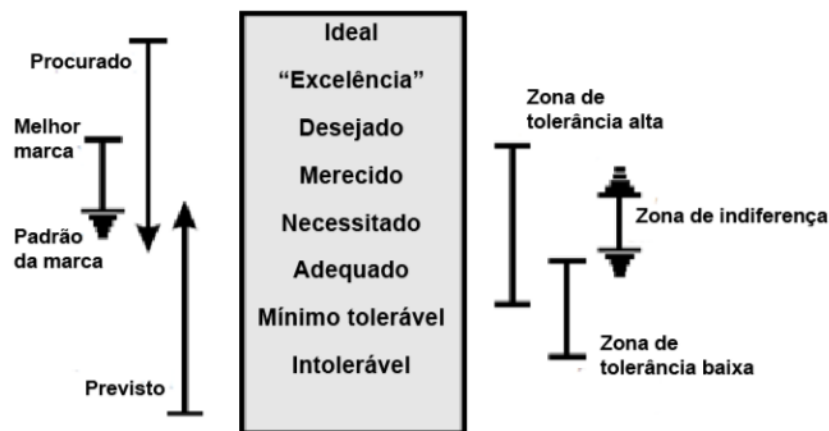 Procurado
Melhor
marca
Padrão
da marca
Previsto
Ideal
“Excelência”
Desejado
Merecido
Necessitado
Adequado
Mínimo tolerável
Intolerável
Zona de
tolerância alta
Zona de indiferença
Zona de
tolerância baixa